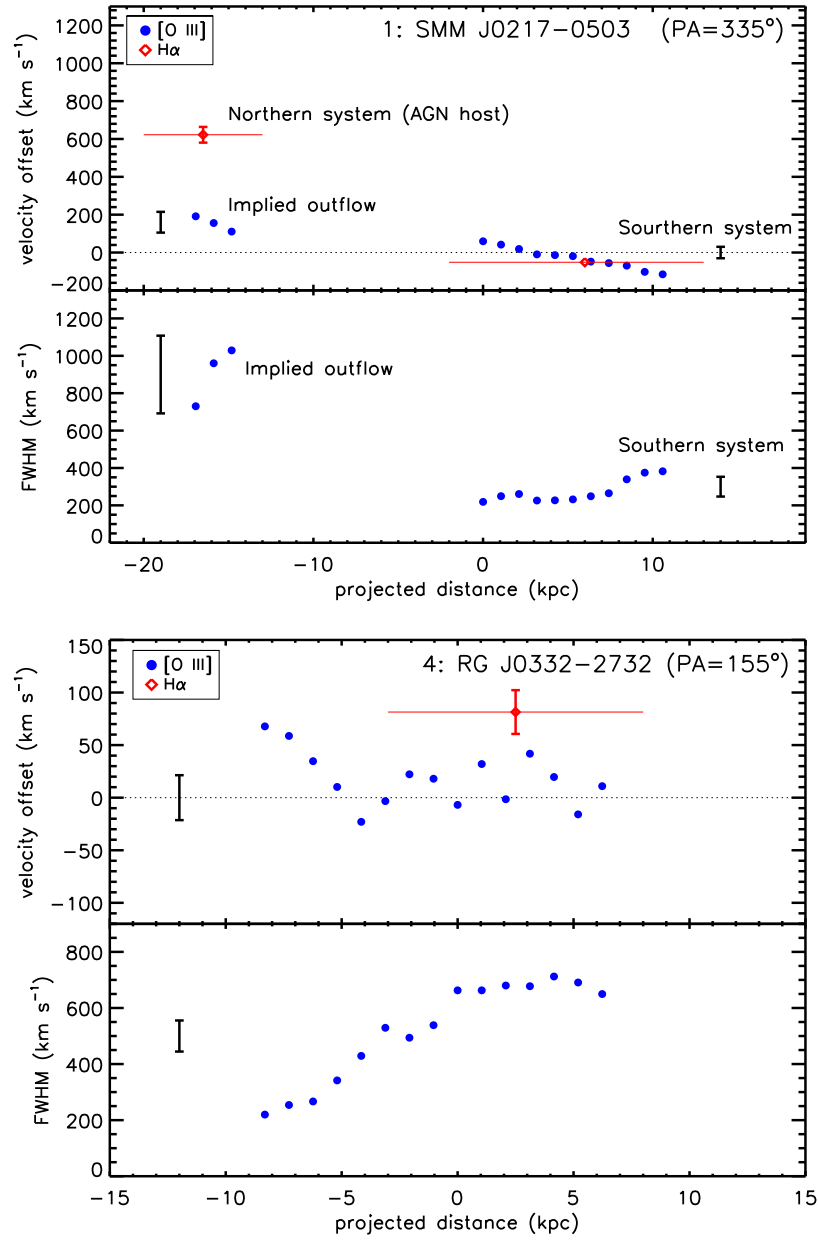 [O III]
Hα
1: SMM J0217−0503 (PA=335°)
1200
1000
800
600
400
200
0
−200
velocity offset (km s−1)
Northern system (AGN host)
Implied outflow
Sourthern system
1200
1000
800
600
400
200
0
FWHM (km s−1)
Implied outflow
Southern system
−20 −10 0 10
projected distance (kpc)
[O III]
Hα
4: RG J0332−2732 (PA=155°)
150
100
50
0
−50
−100
velocity offset (km s−1)
800
600
400
200
0
FWHM (km s−1)
−15 −10 −5 0 5 10 15
projected distance (kpc)